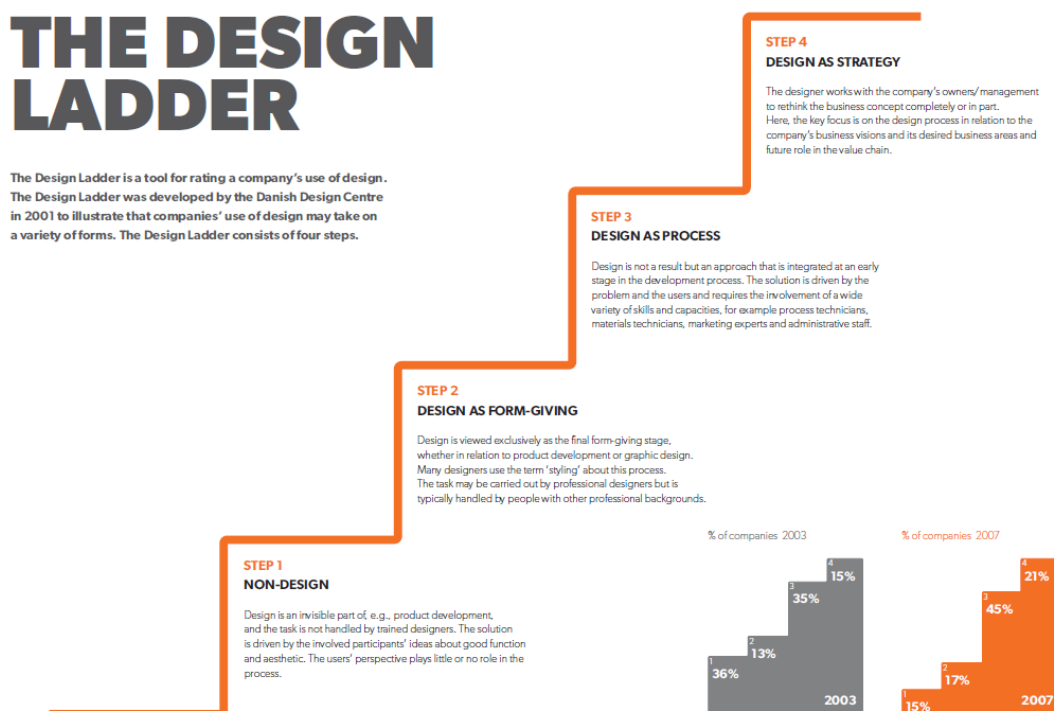 THE DESIGN
LADDER
The Design Ladder is a tool for rating a company's use of design.
The Design Ladder was developed by the Danish Design Centre
in 2001 to illustrate that companies' use of design may take on
a variety of forms. The Design Ladder consists of four steps.
STEP 4
DESIGN AS STRATEGY
The designer works with the company's owners/management
to rethink the business concept completely or in part.
Here, the key focus is on the design process in relation to the
company's business visions and its desired business areas and
future role in the value chain.
STEP 3
DESIGN AS PROCESS
Design is not a result but an approach that is integrated at an early
stage in the development process. The solution is driven by the
problem and the users and requires the involvement of a wide
variety of skills and capacities, for example process technicians,
materials technicians, marketing experts and administrative staff.
STEP 2
DESIGN AS FORM-GIVING
Design is viewed exclusively as the final form-giving stage,
whether in relation to product development or graphic design.
Many designers use the term 'styling' about this process.
The task may be carried out by professional designers but is
typically handled by people with other professional backgrounds.
STEP 1
NON-DESIGN
Design is an invisible part of, e.g., product development,
and the task is not handled by trained designers. The solution
is driven by the involved participants' ideas about good function
and aesthetic. The users' perspective plays little or no role in the
process.
% of companies 2003
4
15%
3
35%
2
13%
1
36%
2003
% of companies 2007
4
21%
3
45%
2
17%
1
15%
2007